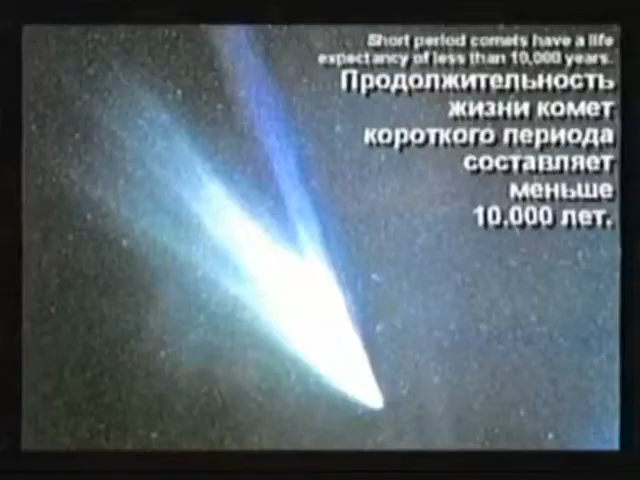 Short period comets have a life
expectancy of less than 10,000 years.
Продолжительность
жизни комет
короткого периода
составляет
меньше
10.000 лет.